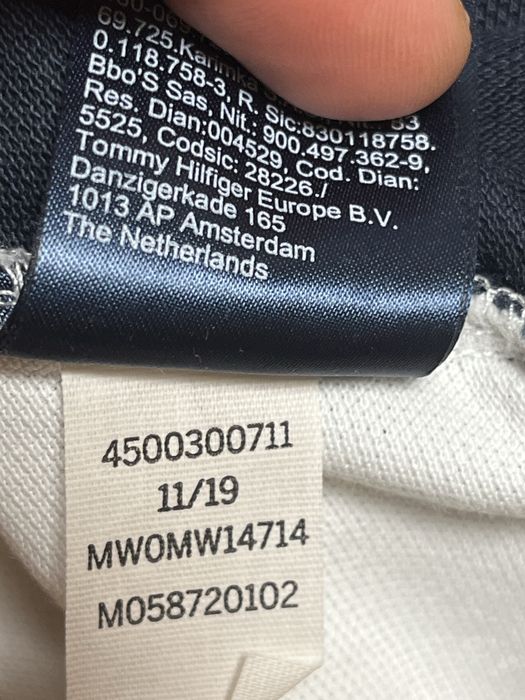 69.725.Karinka
0.118.758-3, R. Sic:830118758.
Bbo'S Sas, Nit.: 900.497.362-9,
Res. Dian:004529, Cod. Dian:
5525, Codsic: 28226./
Tommy Hilfiger Europe B.V.
Danzigerkade 165
1013 AP Amsterdam
The Netherlands
4500300711
11/19
MW0MW14714
M058720102